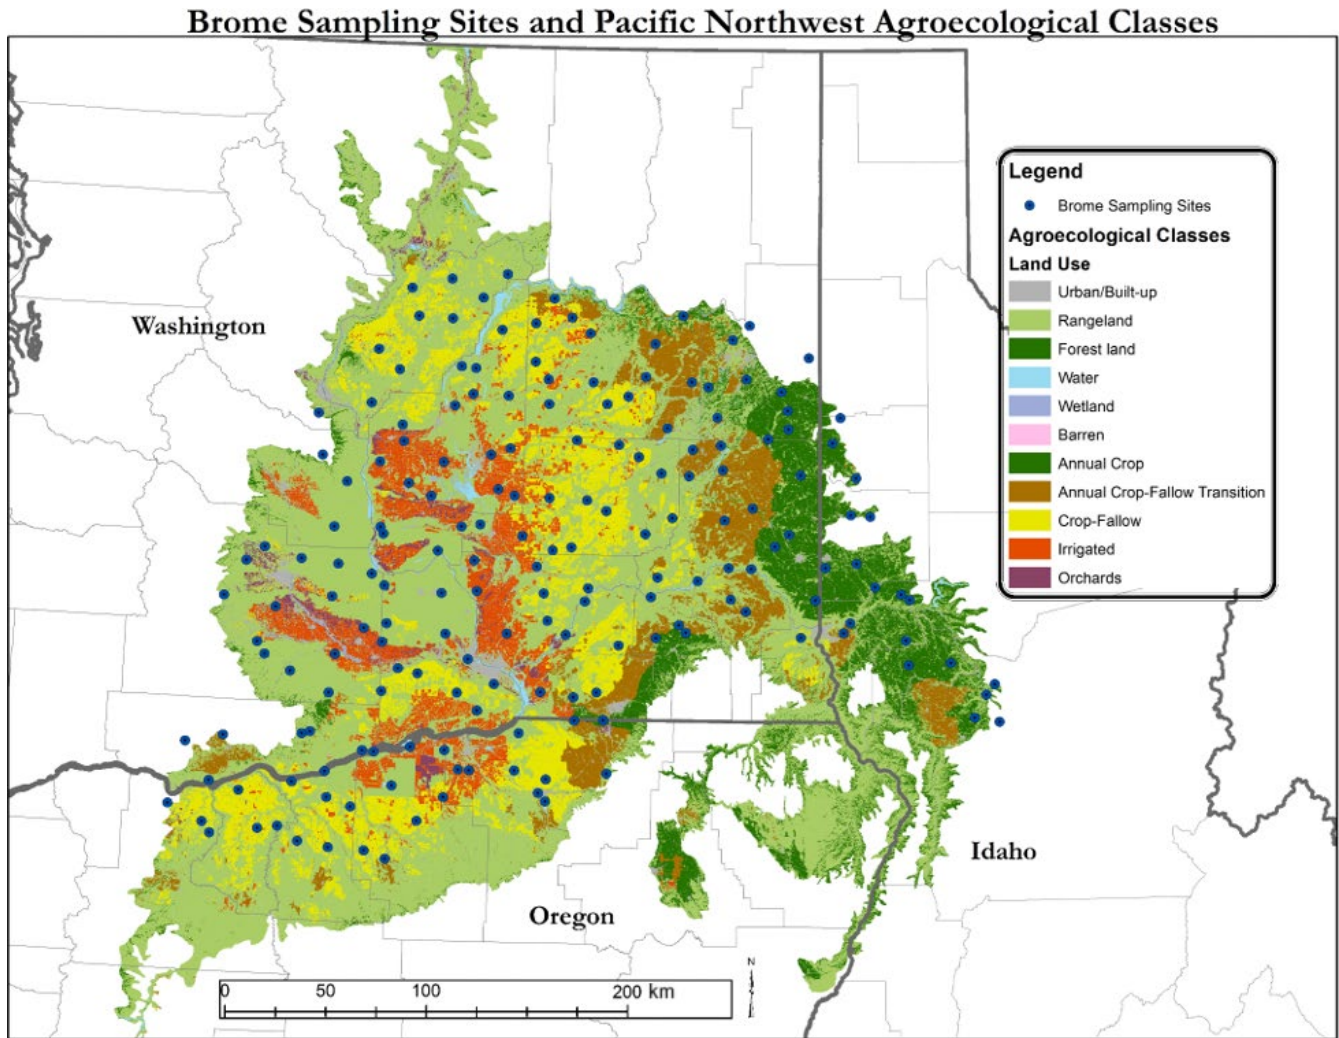 Brome Sampling Sites and Pacific Northwest Agroecological Classes
Washington
Legend
Brome Sampling Sites
Agroecological Classes
Land Use
Urban/Built-up
Rangeland
Forest land
Water
Wetland
Barren
Annual Crop
Annual Crop-Fallow Transition
Crop-Fallow
Irrigated
Orchards
Idaho
Oregon
N
0 50 100 200 km